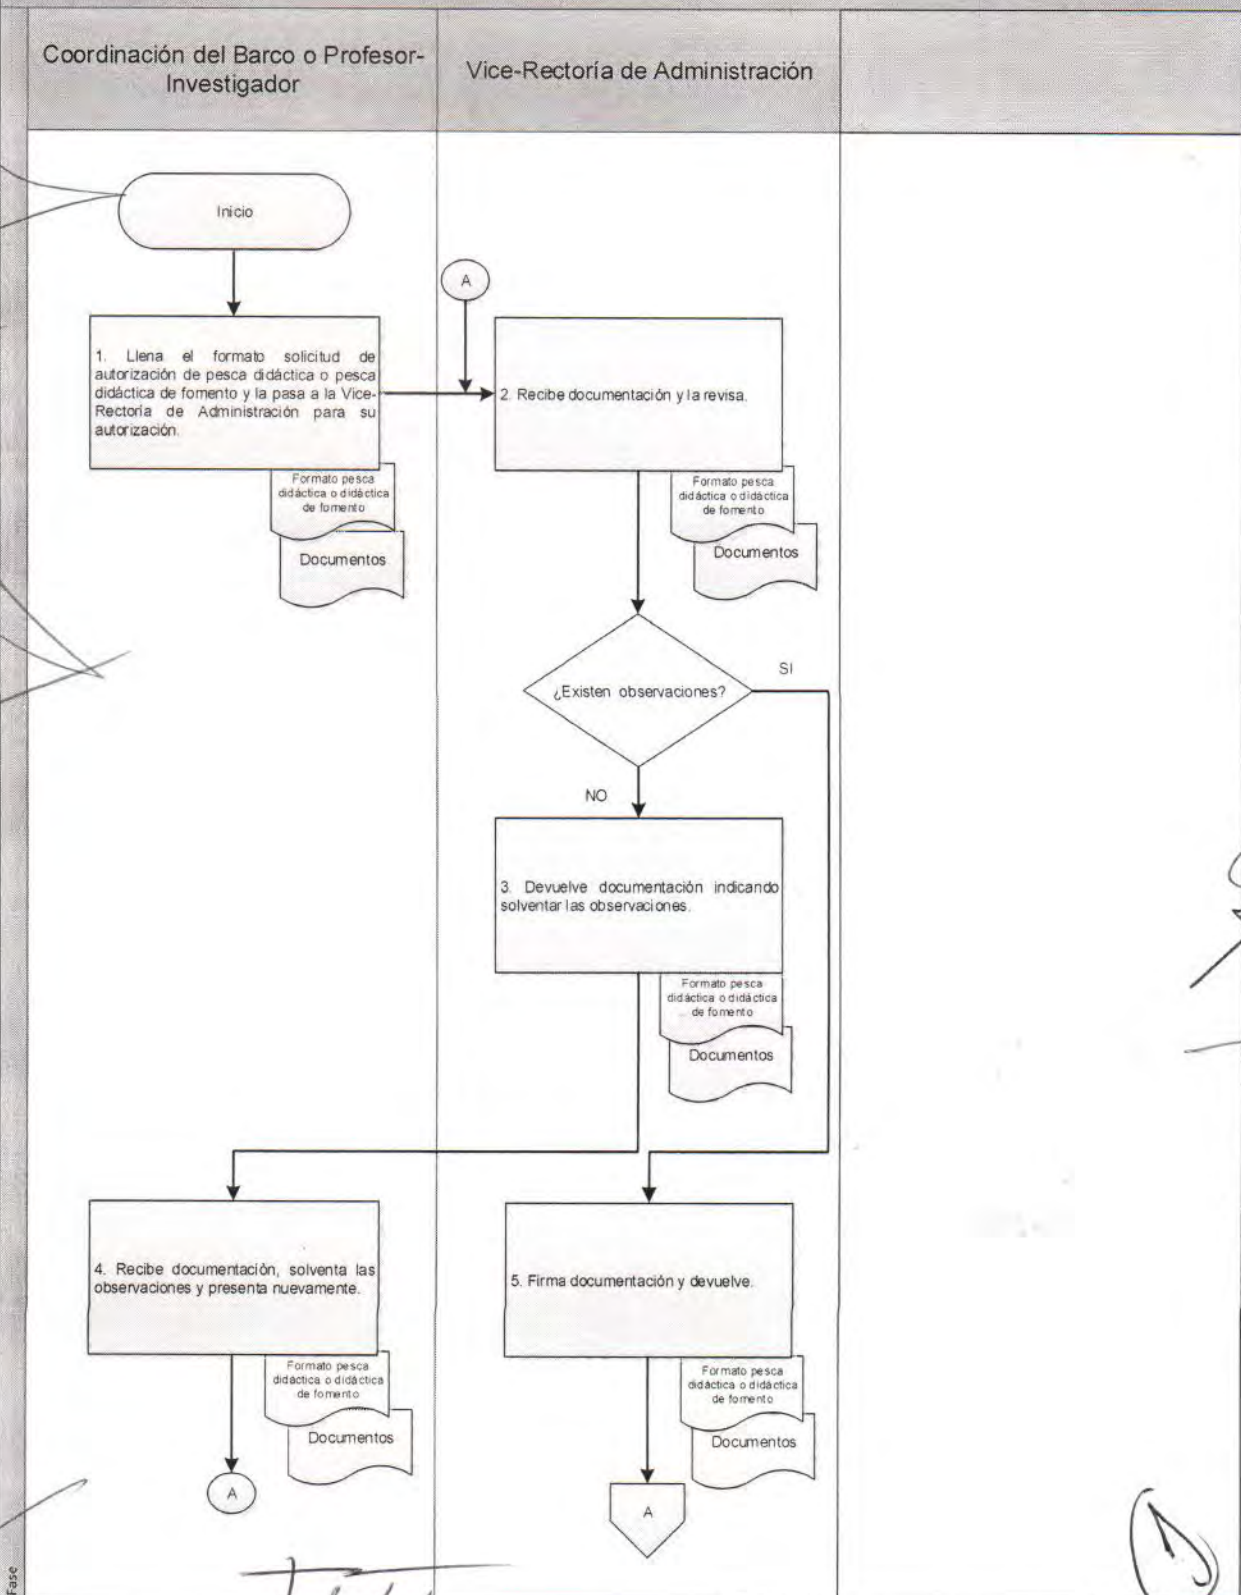 Coordinación del Barco o Profesor-
Investigador
Vice-Rectoría de Administración
Inicio
A
1. Llena el formato solicitud de
autorización de pesca didáctica o pesca
didáctica de fomento y la pasa a la Vice-
Rectoría de Administración para su
autorización.
Formato pesca
didáctica o didáctica
de fomento
Documentos
2. Recibe documentación y la revisa.
Formato pesca
didáctica o didáctica
de fomento
Documentos
¿Existen observaciones?
SI
NO
3. Devuelve documentación indicando
solventar las observaciones.
Formato pesca
didáctica o didáctica
de fomento
Documentos
4. Recibe documentación, solventa las
observaciones y presenta nuevamente.
Formato pesca
didáctica o didáctica
de fomento
Documentos
A
5. Firma documentación y devuelve.
Formato pesca
didáctica o didáctica
de fomento
Documentos
A
Fase